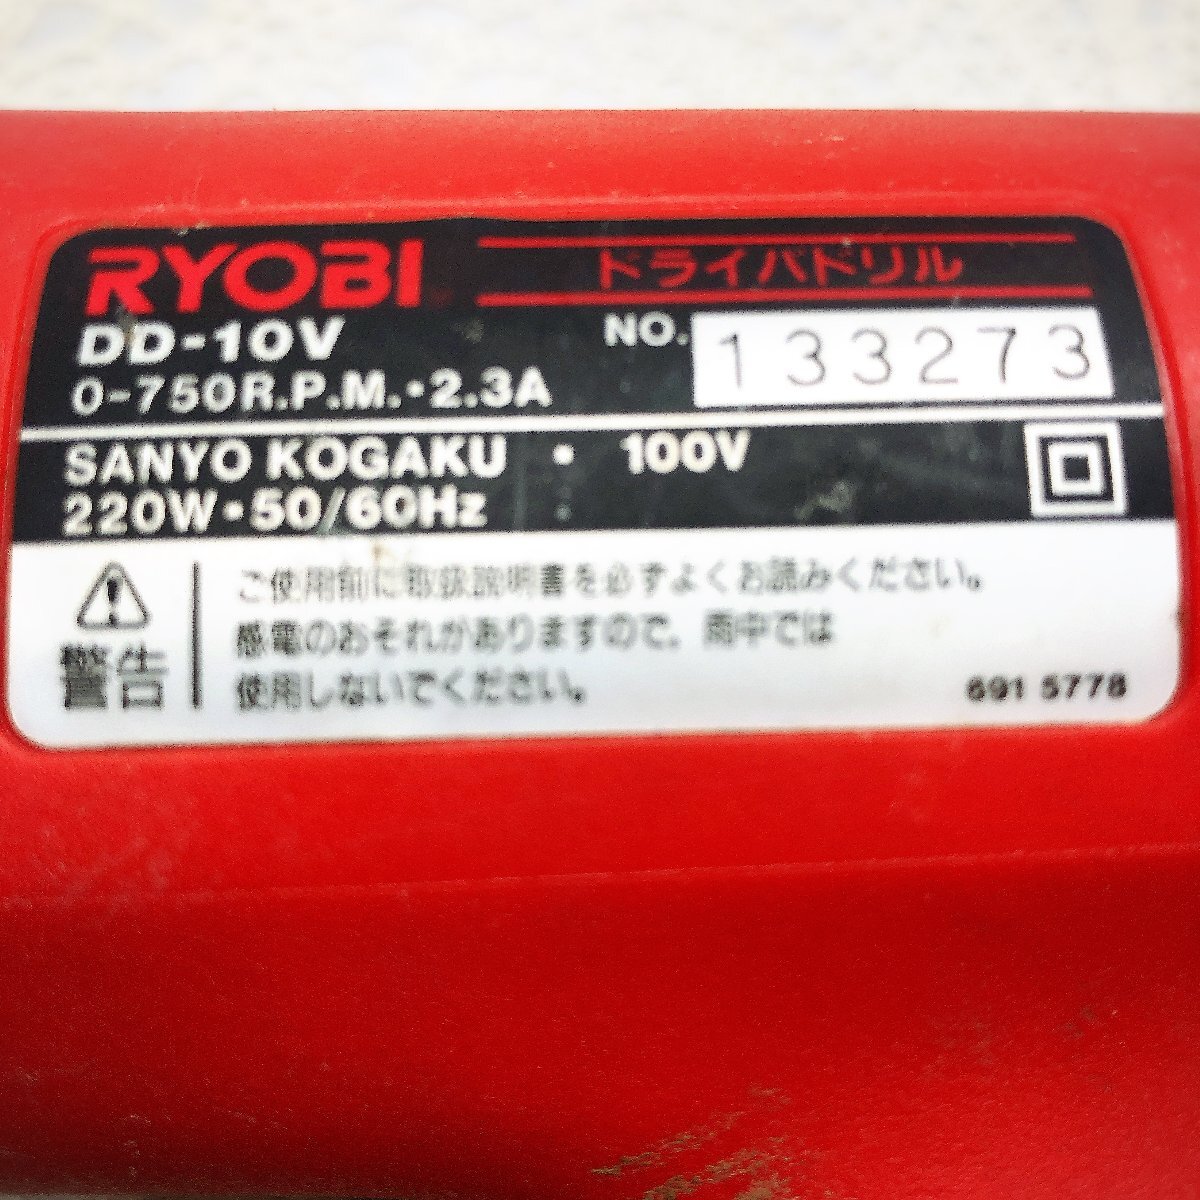 RYOBI ドライバドリル
DD-10V NO. 133273
0-750R.P.M.・2.3A
SANYO KOGAKU ・ 100V
220W・50/60Hz
ご使用前に取扱説明書を必ずよくお読みください。
警告 感電のおそれがありますので、雨中では
使用しないでください。
691 5778